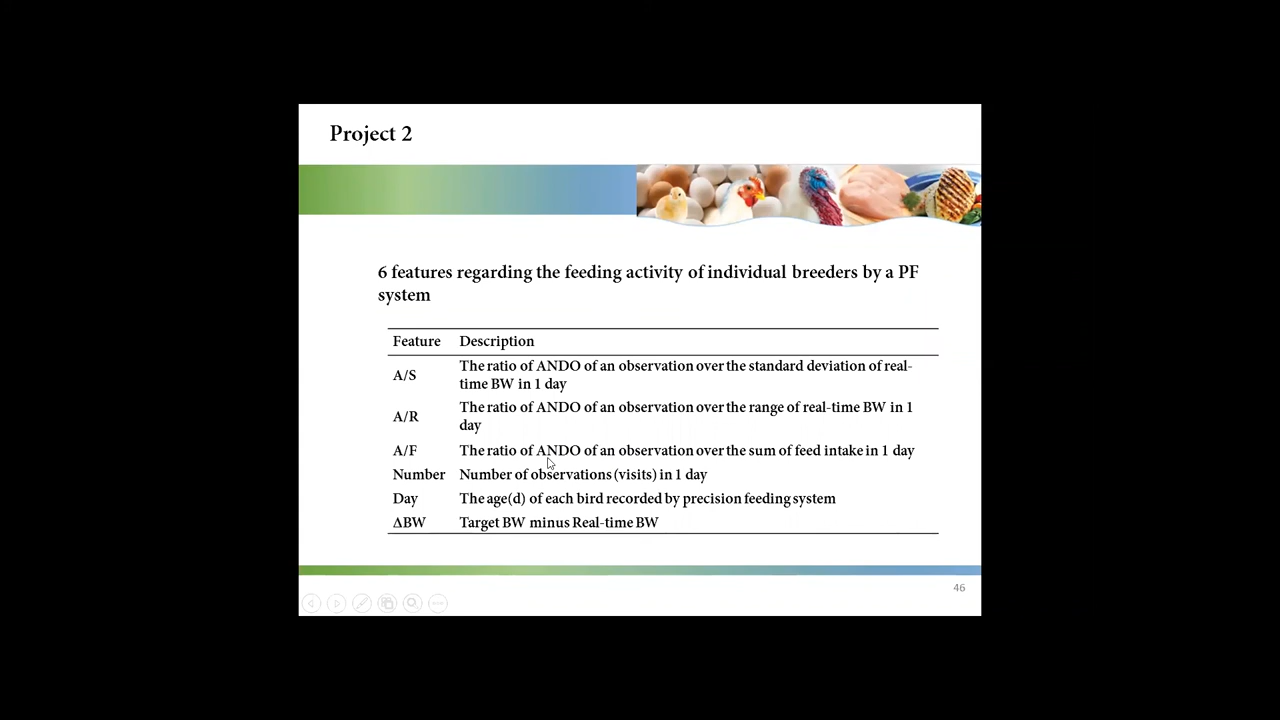 Project 2
6 features regarding the feeding activity of individual breeders by a PF
system
Feature Description
A/S The ratio of ANDO of an observation over the standard deviation of real-
time BW in 1 day
A/R The ratio of ANDO of an observation over the range of real-time BW in 1
day
A/F The ratio of ANDO of an observation over the sum of feed intake in 1 day
Number Number of observations (visits) in 1 day
Day The age(d) of each bird recorded by precision feeding system
ΔBW Target BW minus Real-time BW
46